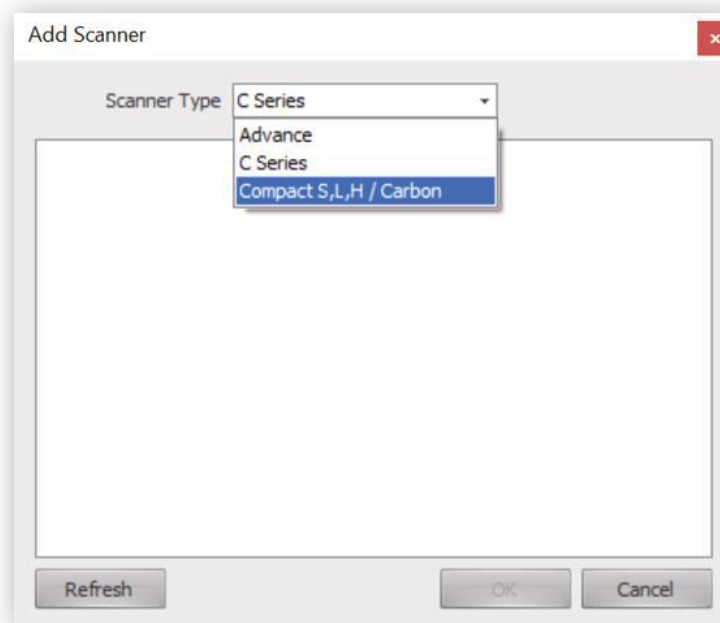 Add Scanner
Scanner Type C Series
Advance
C Series
Compact S,L,H / Carbon
Refresh OK Cancel